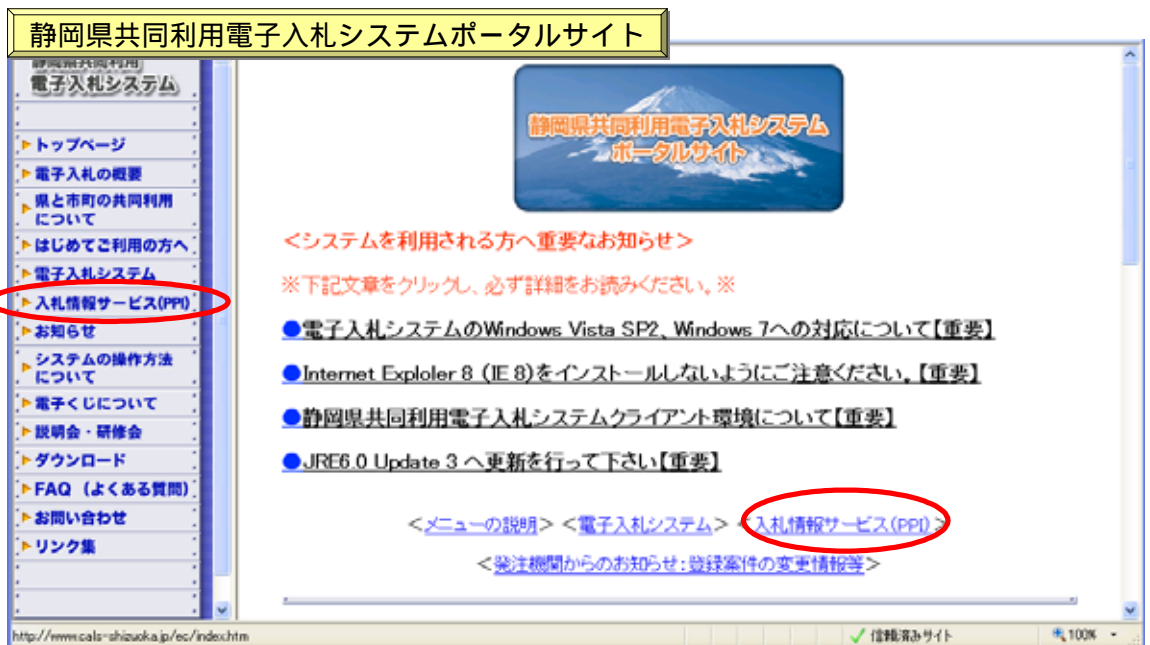 静岡県共同利用電子入札システムポータルサイト
静岡県共同利用
電子入札システム
トップページ
電子入札の概要
県と市町の共同利用
について
はじめてご利用の方へ
電子入札システム
入札情報サービス(PPI)
お知らせ
システムの操作方法
について
電子くじについて
説明会・研修会
ダウンロード
FAQ（よくある質問）
お問い合わせ
リンク集
静岡県共同利用電子入札システム
ポータルサイト
＜システムを利用される方へ重要なお知らせ＞
※下記文章をクリックし、必ず詳細をお読みください。※
●電子入札システムのWindows Vista SP2、Windows 7への対応について【重要】
●Internet Exploler 8 (IE 8)をインストールしないようにご注意ください。【重要】
●静岡県共同利用電子入札システムクライアント環境について【重要】
●JRE6.0 Update 3 へ更新を行って下さい【重要】
＜メニューの説明＞ ＜電子入札システム＞ ＜入札情報サービス(PPI)＞
＜発注機関からのお知らせ：登録案件の変更情報等＞
http://www.cals-shizuoka.jp/ec/index.htm
信頼済みサイト
100%